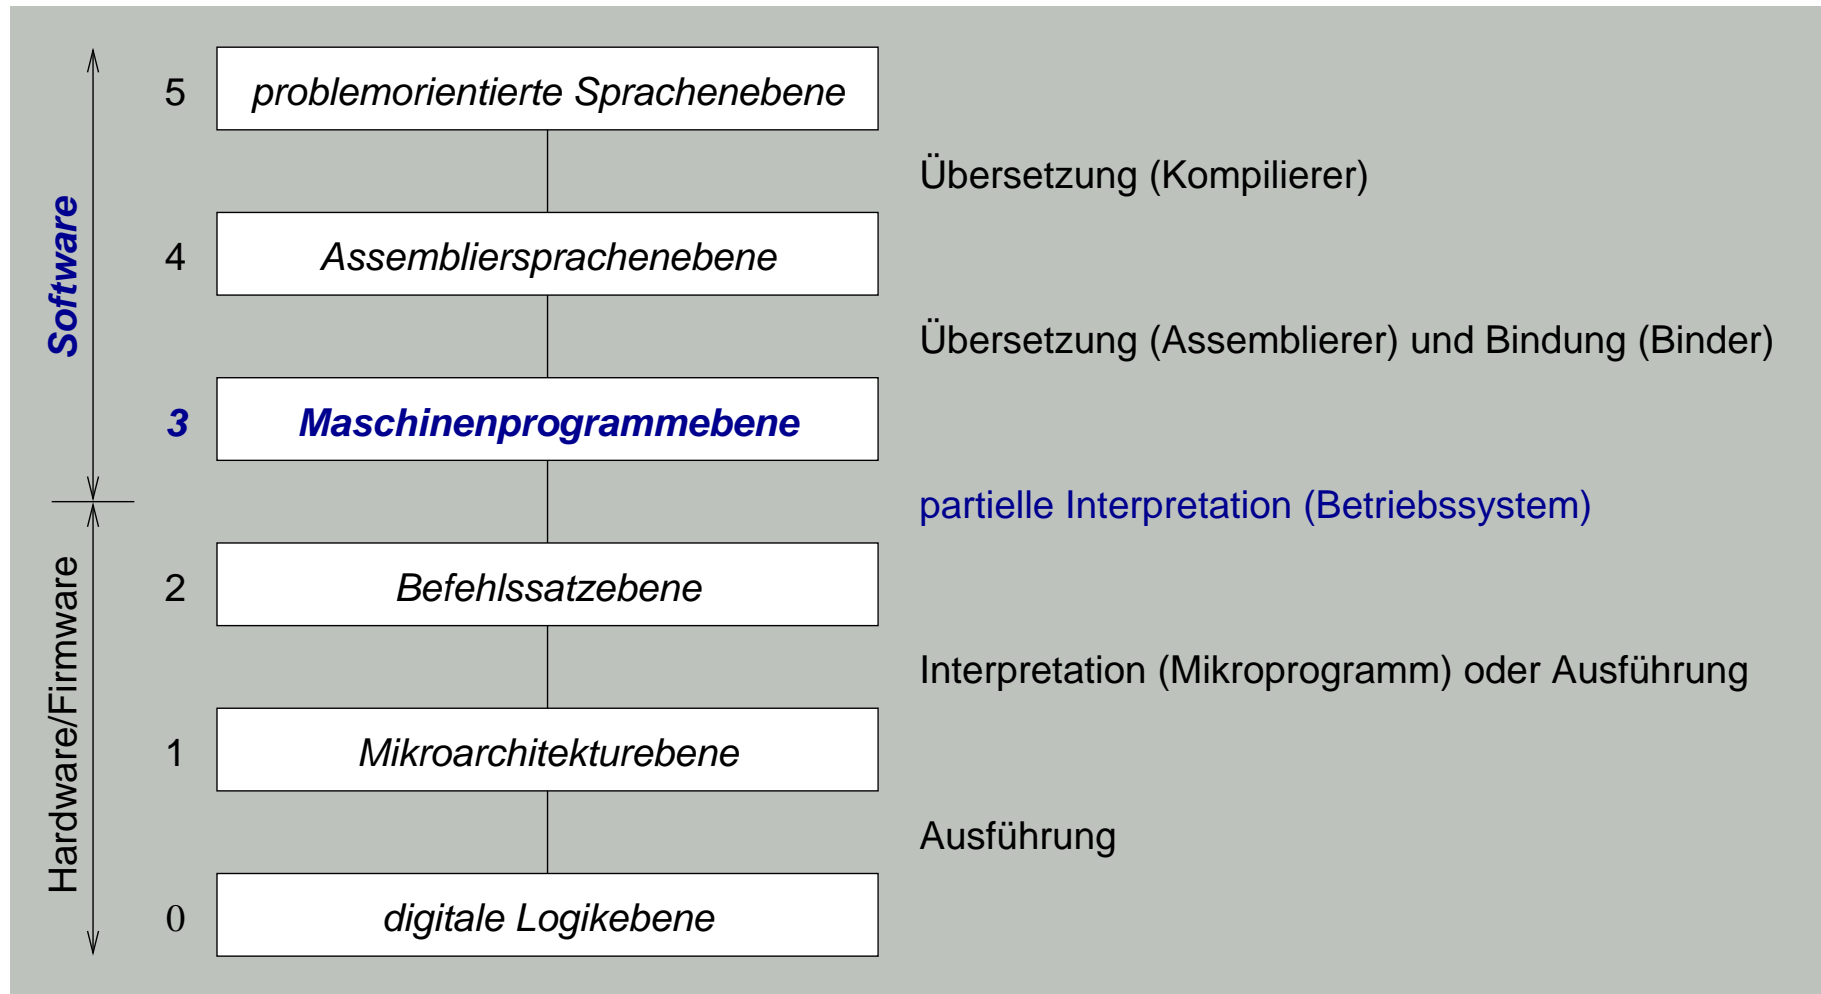 5 problemorientierte Sprachenebene
Übersetzung (Kompilierer)
4 Assembliersprachenebene
Übersetzung (Assemblierer) und Bindung (Binder)
3 Maschinenprogrammebene
partielle Interpretation (Betriebssystem)
2 Befehlssatzebene
Interpretation (Mikroprogramm) oder Ausführung
1 Mikroarchitekturebene
Ausführung
0 digitale Logikebene
Software
Hardware/Firmware